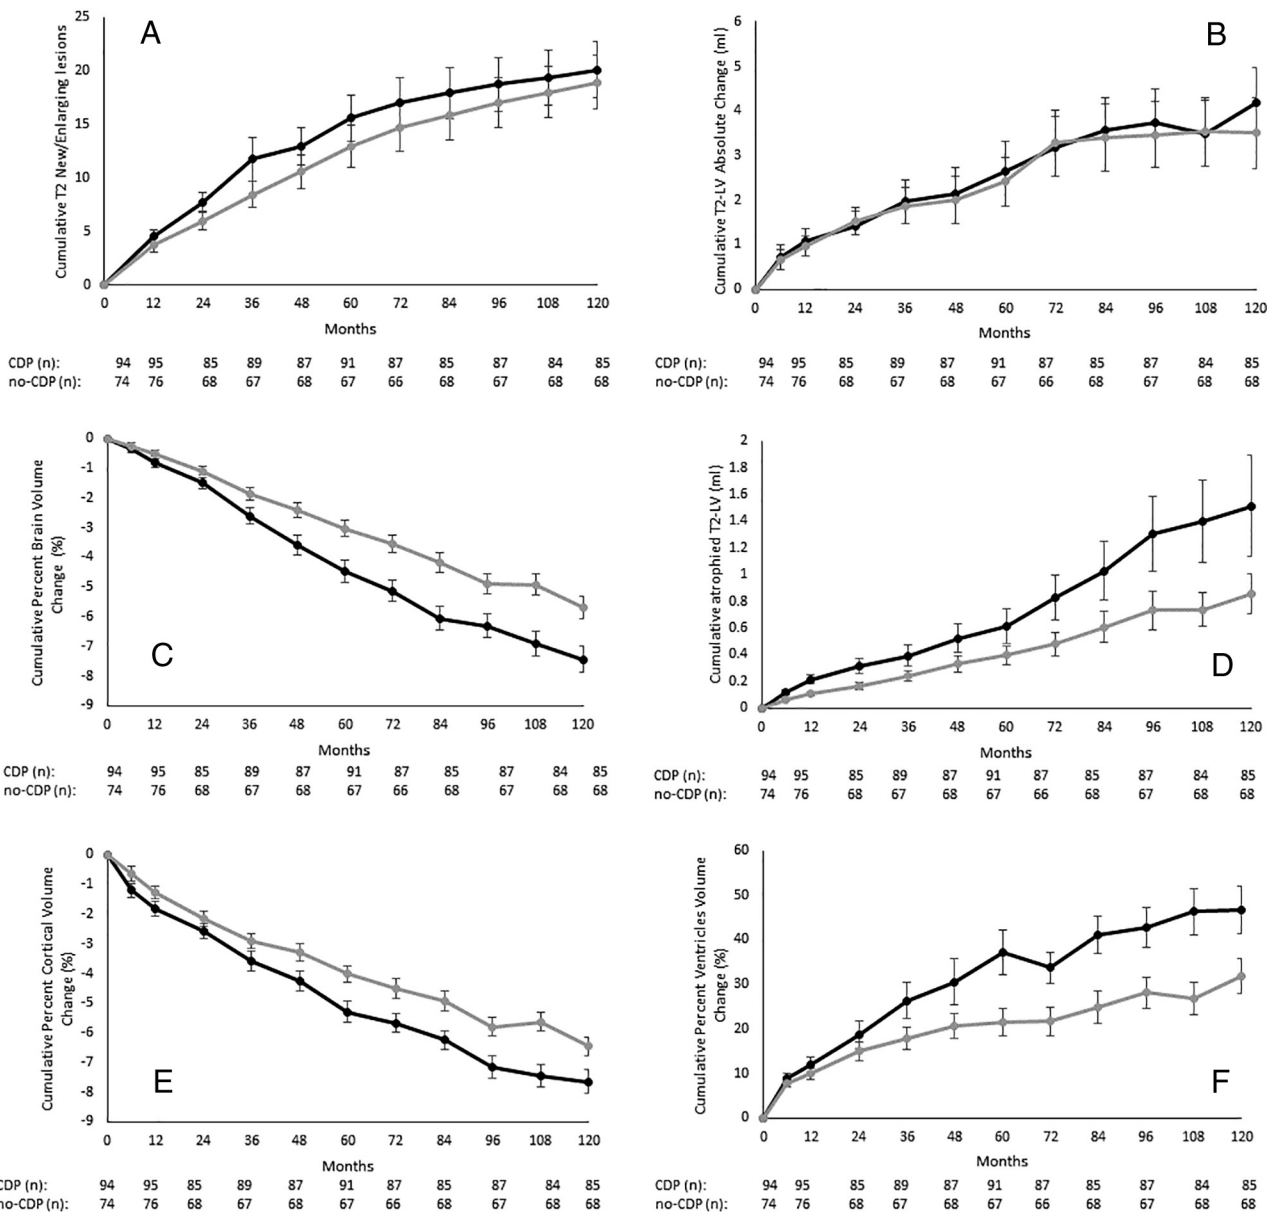 A
Cumulative T2 New/Enlarging lesions
25
20
15
10
5
0
0 12 24 36 48 60 72 84 96 108 120
Months
CDP (n): 94 95 85 89 87 91 87 85 87 84 85
no-CDP (n): 74 76 68 67 68 67 66 68 67 68 68
B
Cumulative T2-LV Absolute Change (ml)
6
5
4
3
2
1
0
0 12 24 36 48 60 72 84 96 108 120
Months
CDP (n): 94 95 85 89 87 91 87 85 87 84 85
no-CDP (n): 74 76 68 67 68 67 66 68 67 68 68
C
Cumulative Percent Brain Volume
Change (%)
0
-1
-2
-3
-4
-5
-6
-7
-8
-9
0 12 24 36 48 60 72 84 96 108 120
Months
CDP (n): 94 95 85 89 87 91 87 85 87 84 85
no-CDP (n): 74 76 68 67 68 67 66 68 67 68 68
D
Cumulative atrophied T2-LV (ml)
2
1.8
1.6
1.4
1.2
1
0.8
0.6
0.4
0.2
0
0 12 24 36 48 60 72 84 96 108 120
Months
CDP (n): 94 95 85 89 87 91 87 85 87 84 85
no-CDP (n): 74 76 68 67 68 67 66 68 67 68 68
E
Cumulative Percent Cortical Volume
Change (%)
0
-1
-2
-3
-4
-5
-6
-7
-8
-9
0 12 24 36 48 60 72 84 96 108 120
Months
CDP (n): 94 95 85 89 87 91 87 85 87 84 85
no-CDP (n): 74 76 68 67 68 67 66 68 67 68 68
F
Cumulative Percent Ventricles Volume
Change (%)
60
50
40
30
20
10
0
0 12 24 36 48 60 72 84 96 108 120
Months
CDP (n): 94 95 85 89 87 91 87 85 87 84 85
no-CDP (n): 74 76 68 67 68 67 66 68 67 68 68